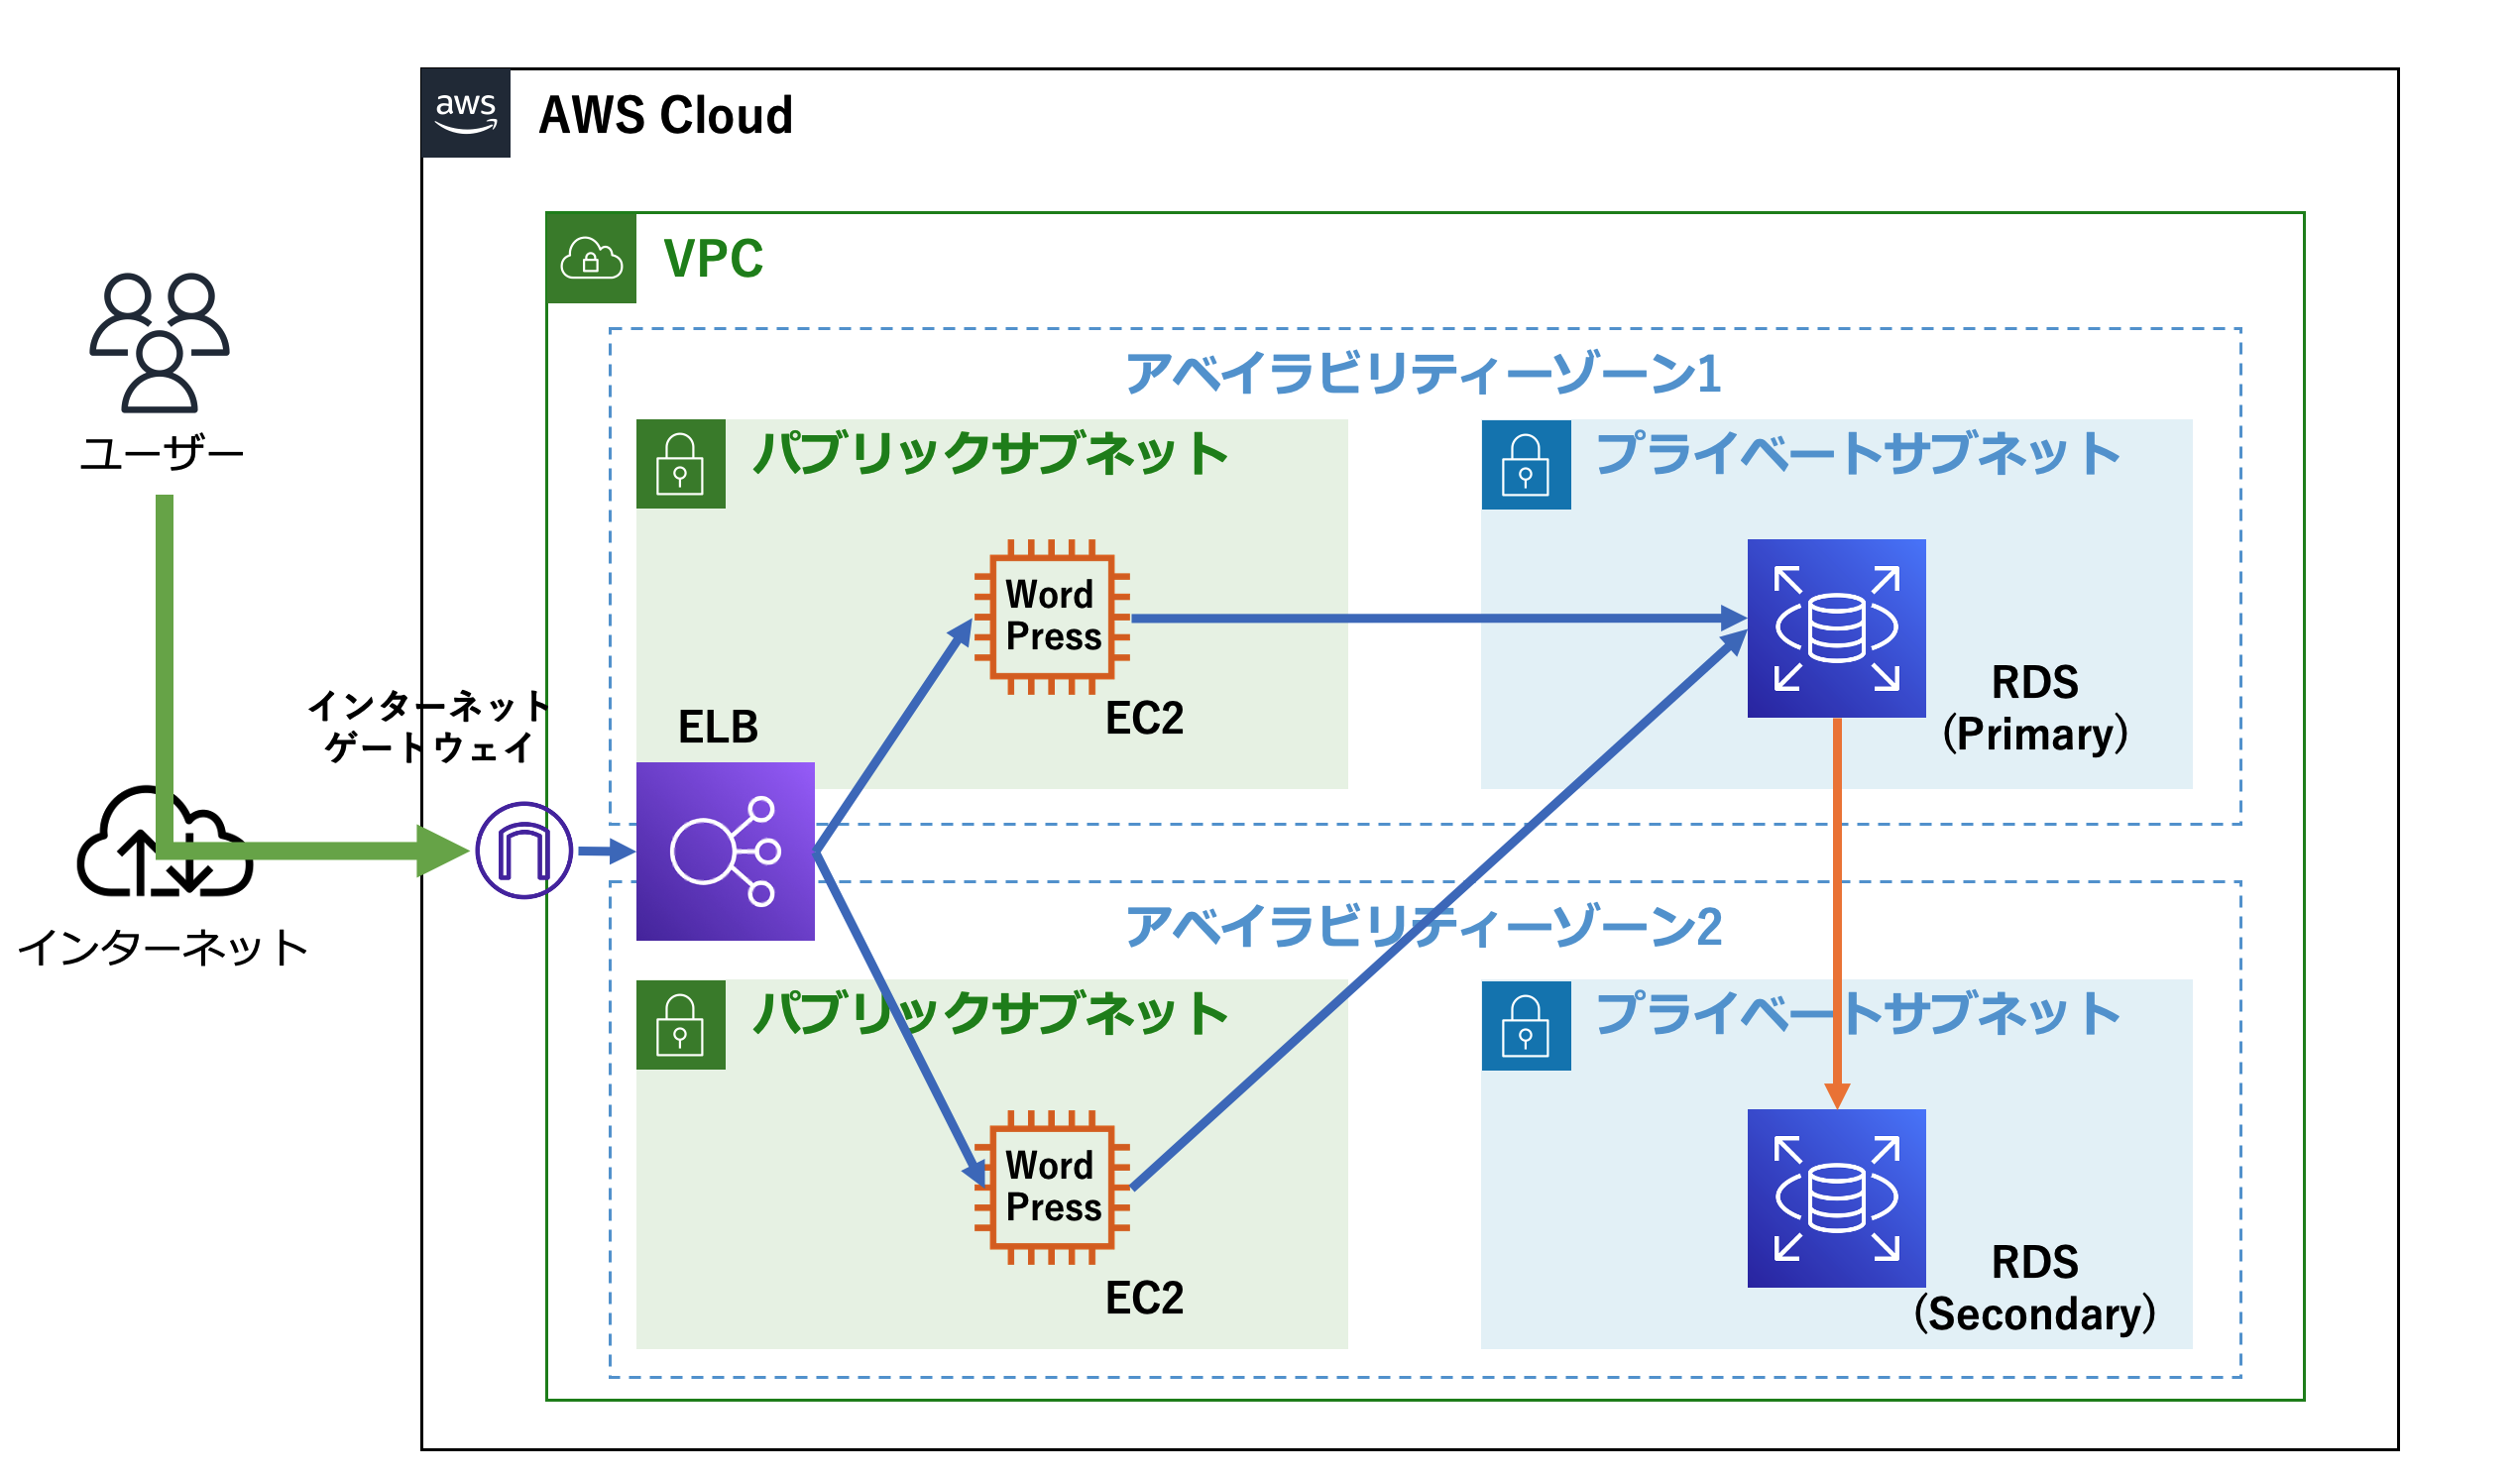 aws
AWS Cloud
VPC
ユーザー
アベイラビリティーゾーン1
パブリックサブネット
プライベートサブネット
Word
Press
EC2
RDS
(Primary)
インターネット
ゲートウェイ
ELB
インターネット
アベイラビリティーゾーン2
パブリックサブネット
プライベートサブネット
Word
Press
EC2
RDS
(Secondary)